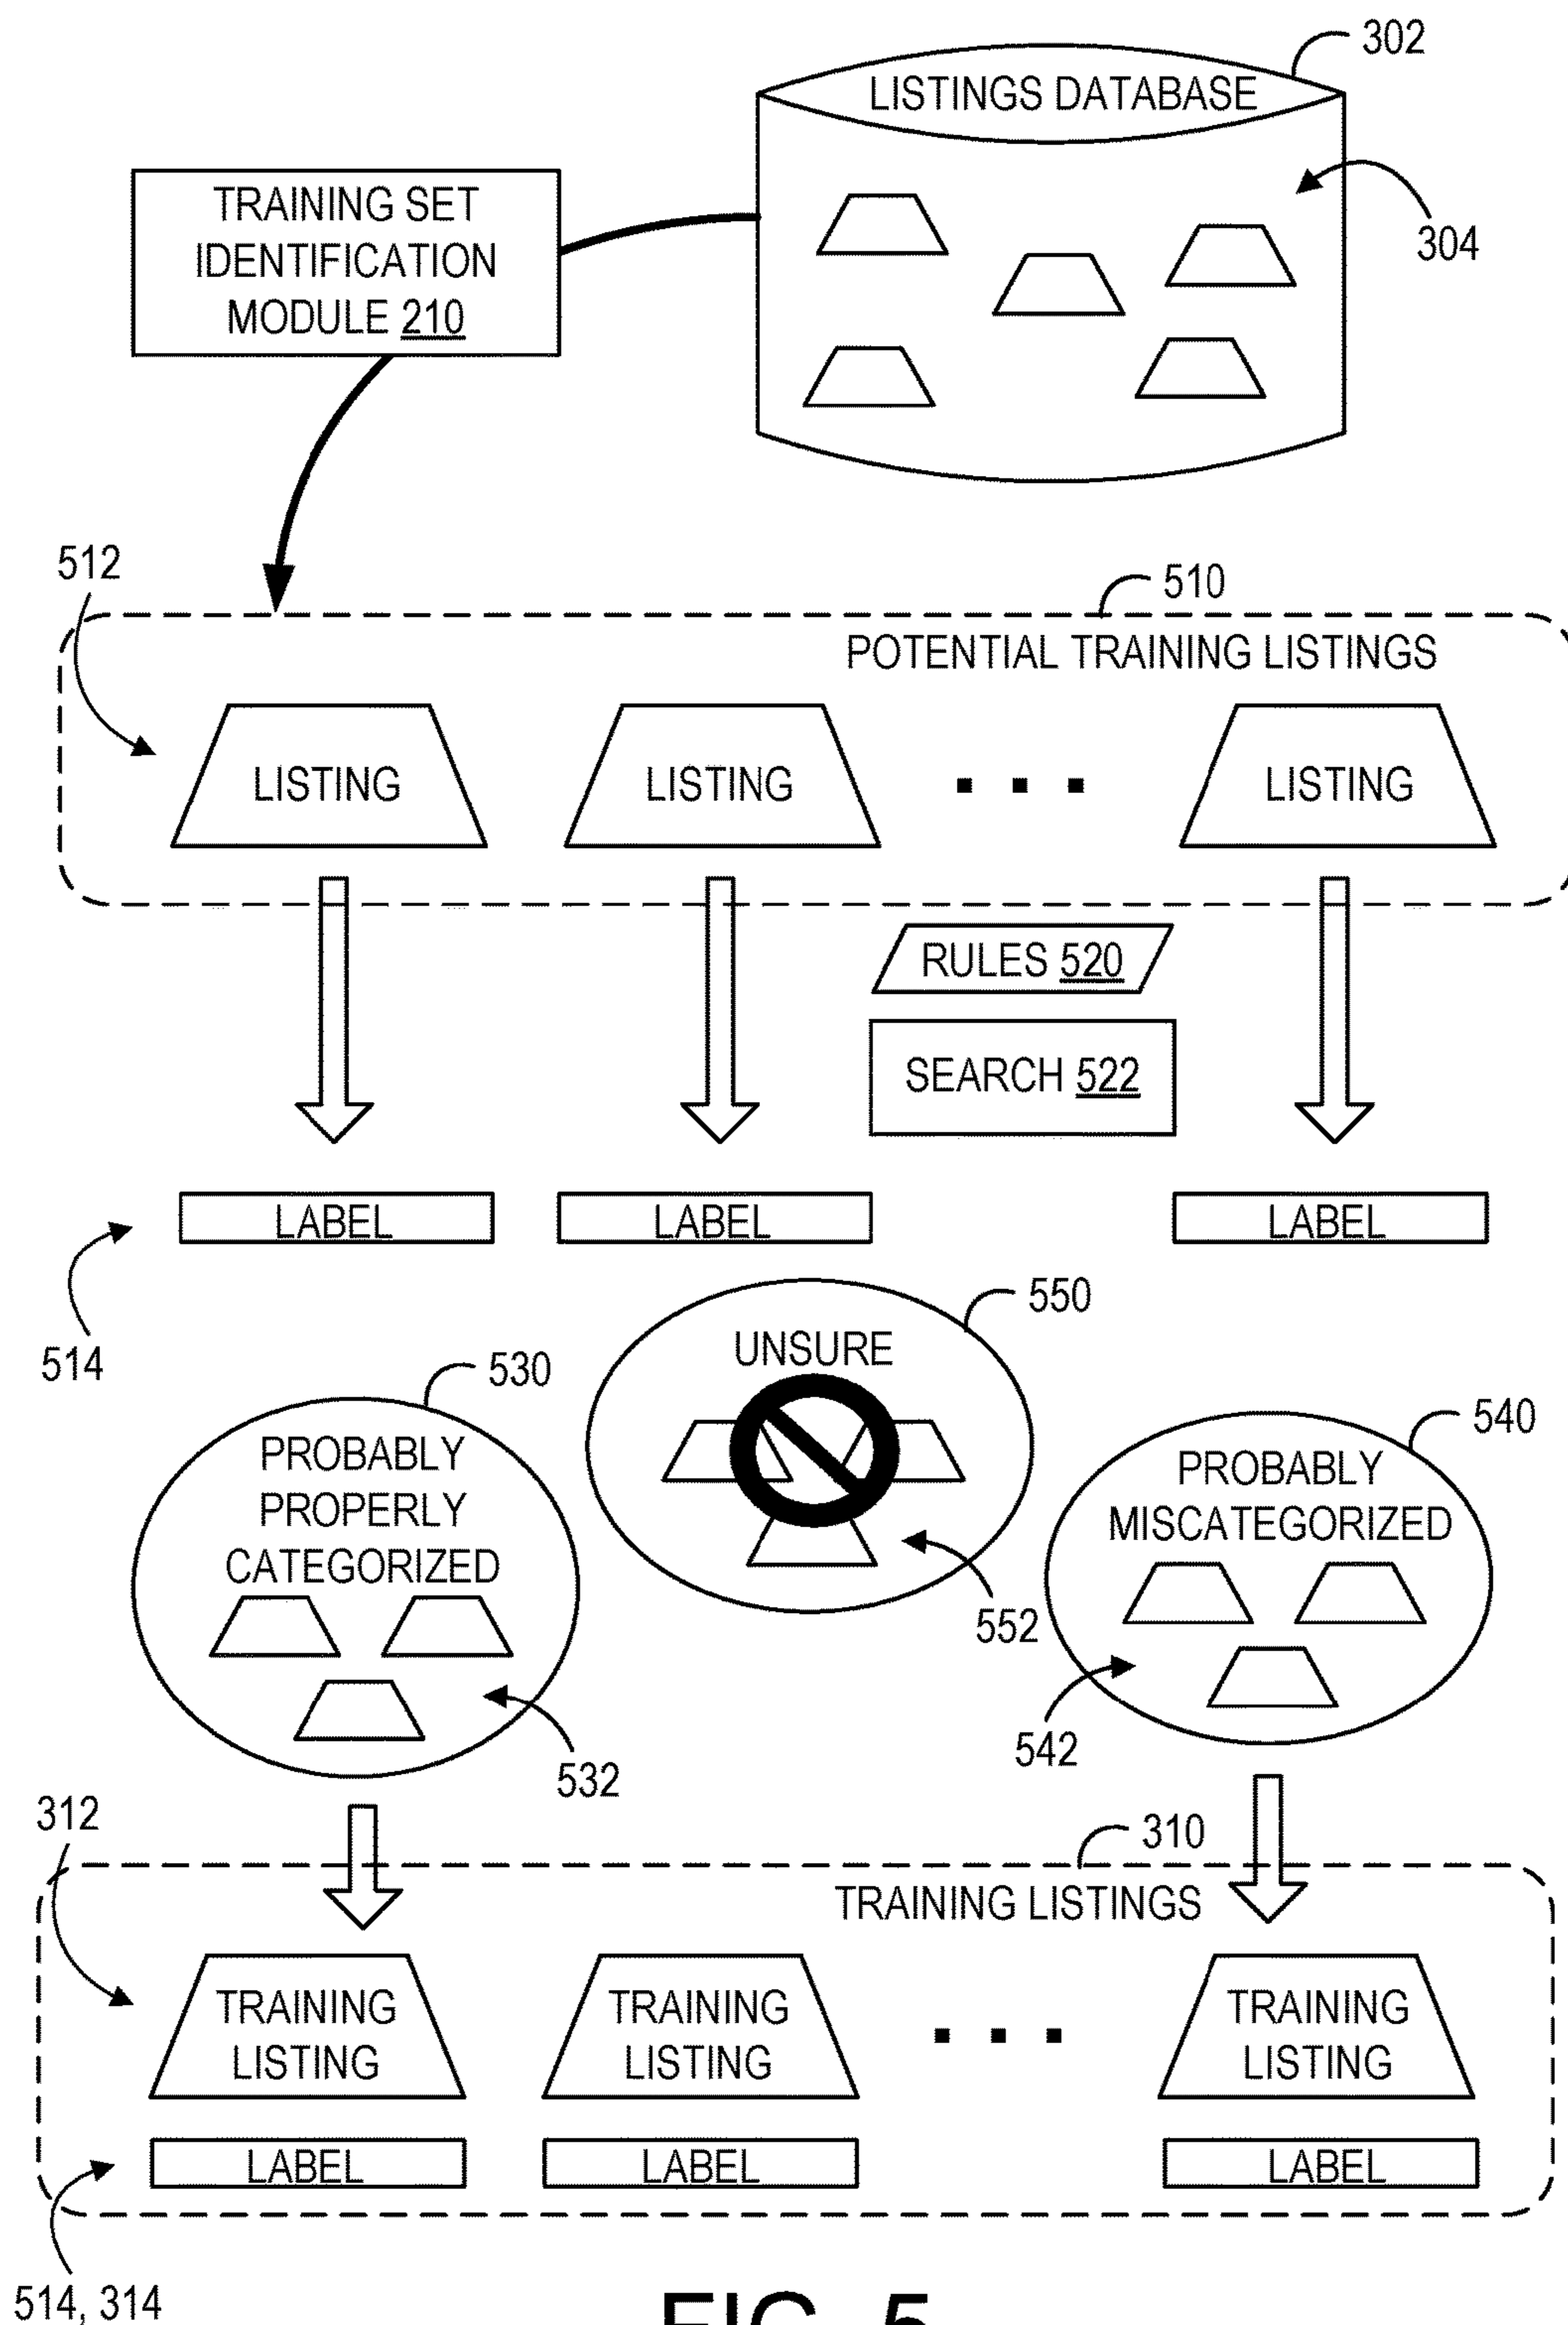 302
LISTINGS DATABASE
TRAINING SET
IDENTIFICATION
MODULE 210
304
512
510
POTENTIAL TRAINING LISTINGS
LISTING
LISTING
LISTING
RULES 520
SEARCH 522
LABEL
LABEL
LABEL
514
550
UNSURE
530
540
PROBABLY
PROPERLY
CATEGORIZED
PROBABLY
MISCATEGORIZED
552
542
532
312
310
TRAINING LISTINGS
TRAINING
LISTING
TRAINING
LISTING
TRAINING
LISTING
LABEL
LABEL
LABEL
514, 314
FIG. 5